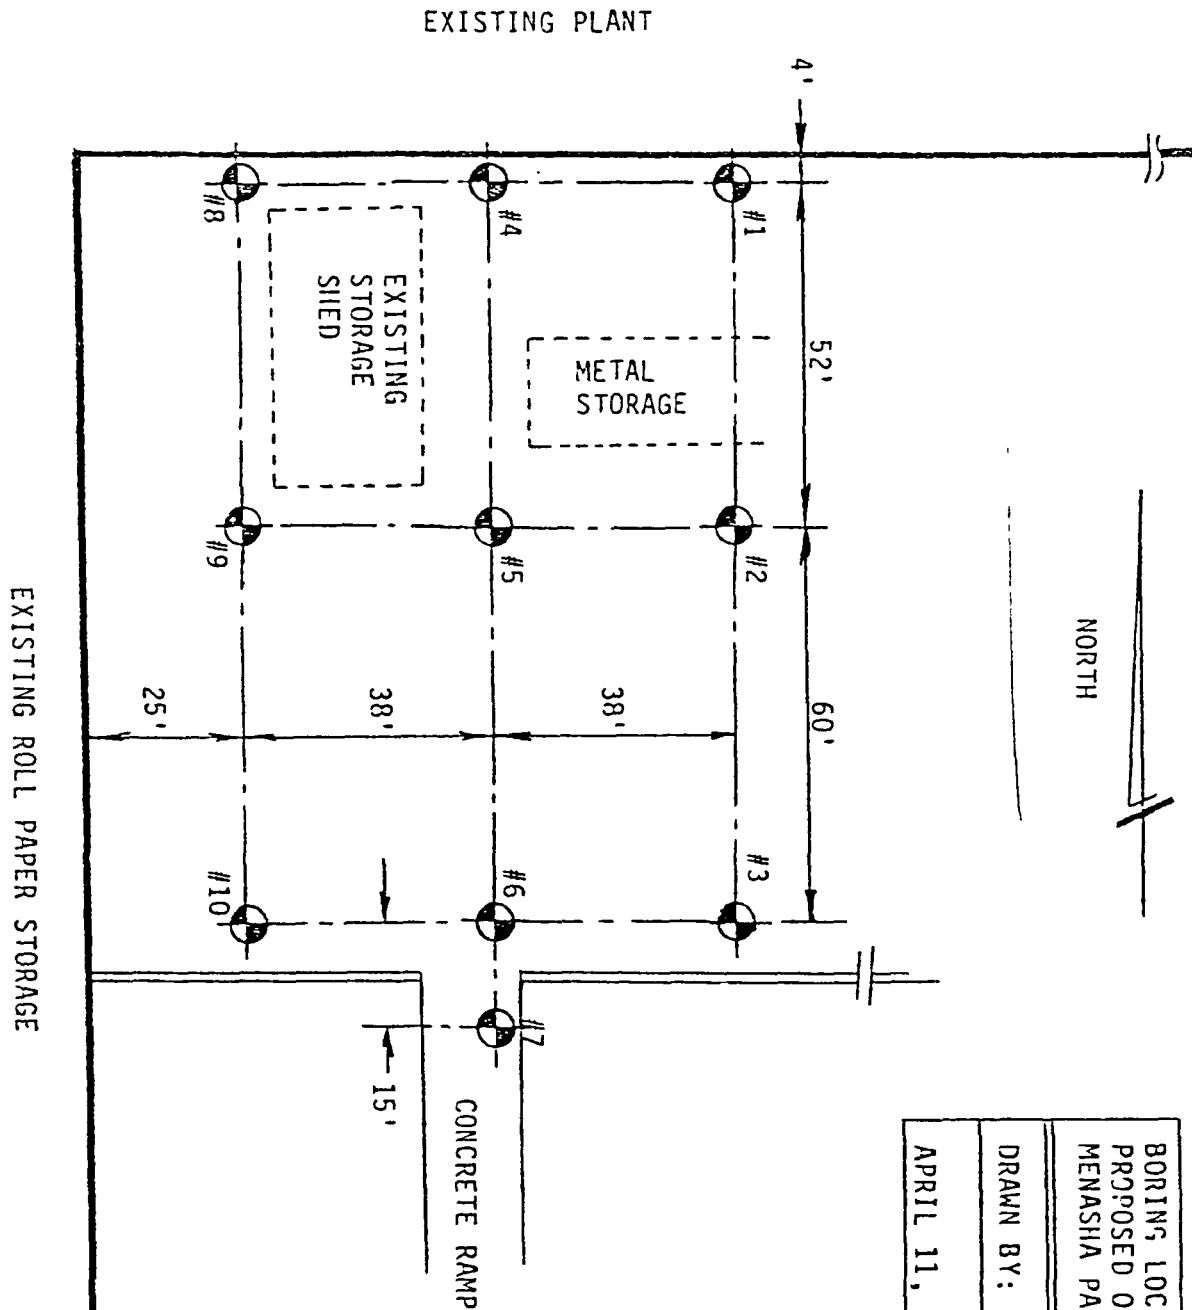 EXISTING PLANT
4'
#8
#4
#1
EXISTING
STORAGE
SHED
METAL
STORAGE
52'
#9
#5
#2
NORTH
25'
38'
38'
60'
#10
#6
#3
#7
15'
EXISTING ROLL PAPER STORAGE
CONCRETE RAMP
BORING LOC
PROPOSED O
MENASHA PA
DRAWN BY:
APRIL 11,